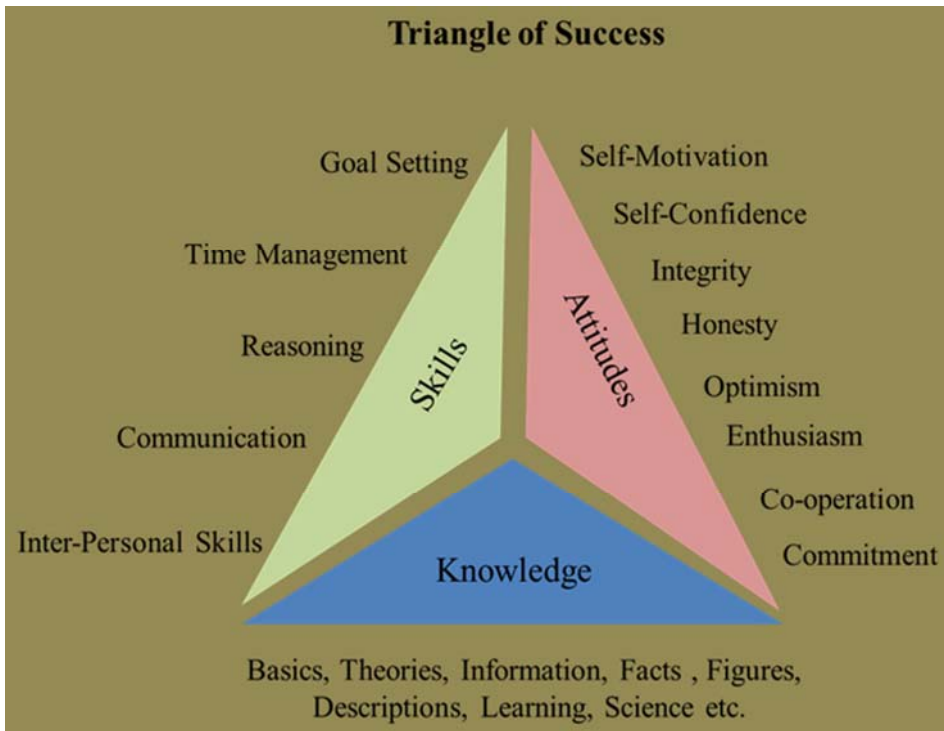 Triangle of Success
Goal Setting
Time Management
Reasoning
Communication
Inter-Personal Skills
Skills
Attitudes
Self-Motivation
Self-Confidence
Integrity
Honesty
Optimism
Enthusiasm
Co-operation
Commitment
Knowledge
Basics, Theories, Information, Facts , Figures,
Descriptions, Learning, Science etc.